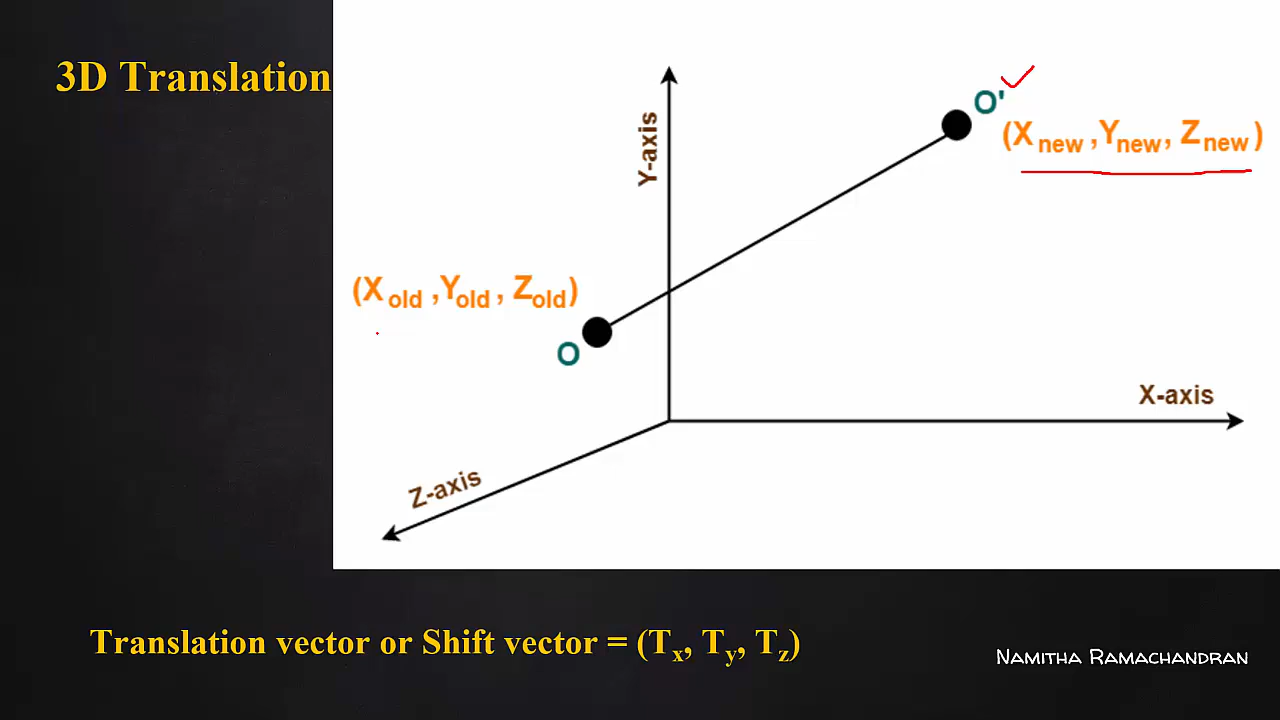 3D Translation
O'
(Xnew ,Ynew, Znew)
Y-axis
(Xold ,Yold , Zold)
O
X-axis
Z-axis
Translation vector or Shift vector = (Tx, Ty, Tz)
Namitha Ramachandran